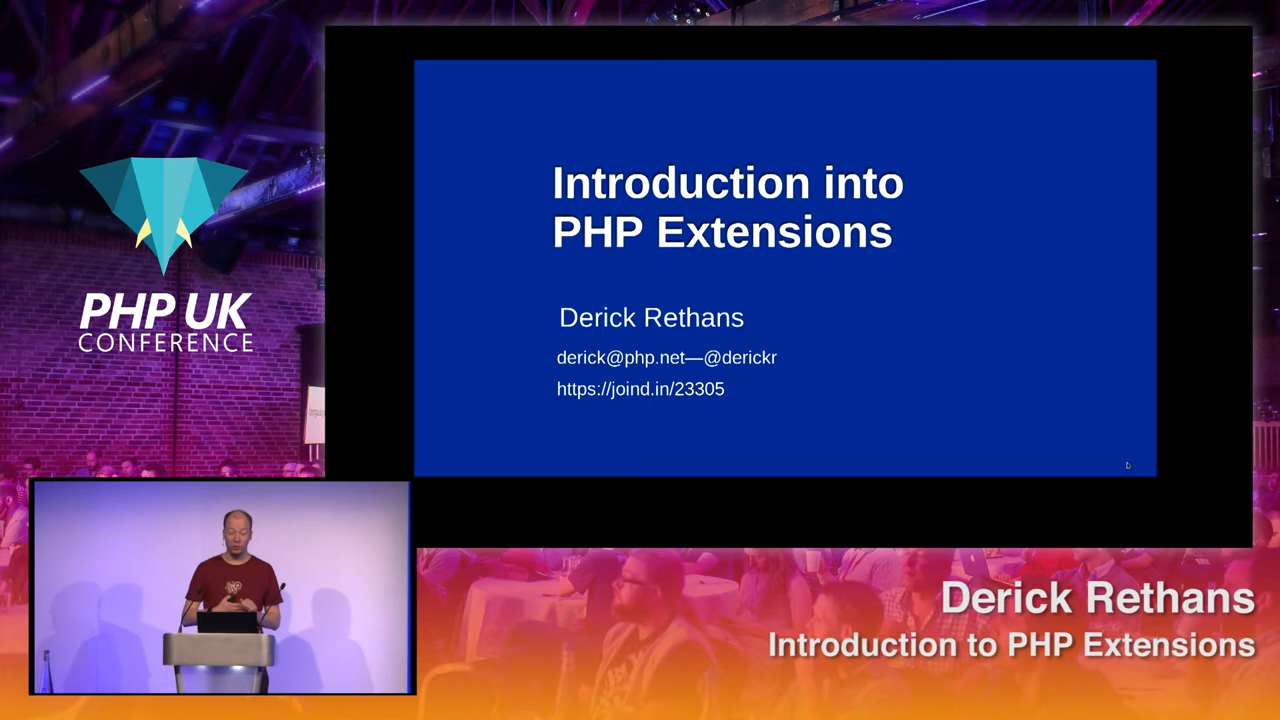 PHP UK
CONFERENCE
Introduction into
PHP Extensions
Derick Rethans
derick@php.net—@derickr
https://joind.in/23305
Derick Rethans
Introduction to PHP Extensions